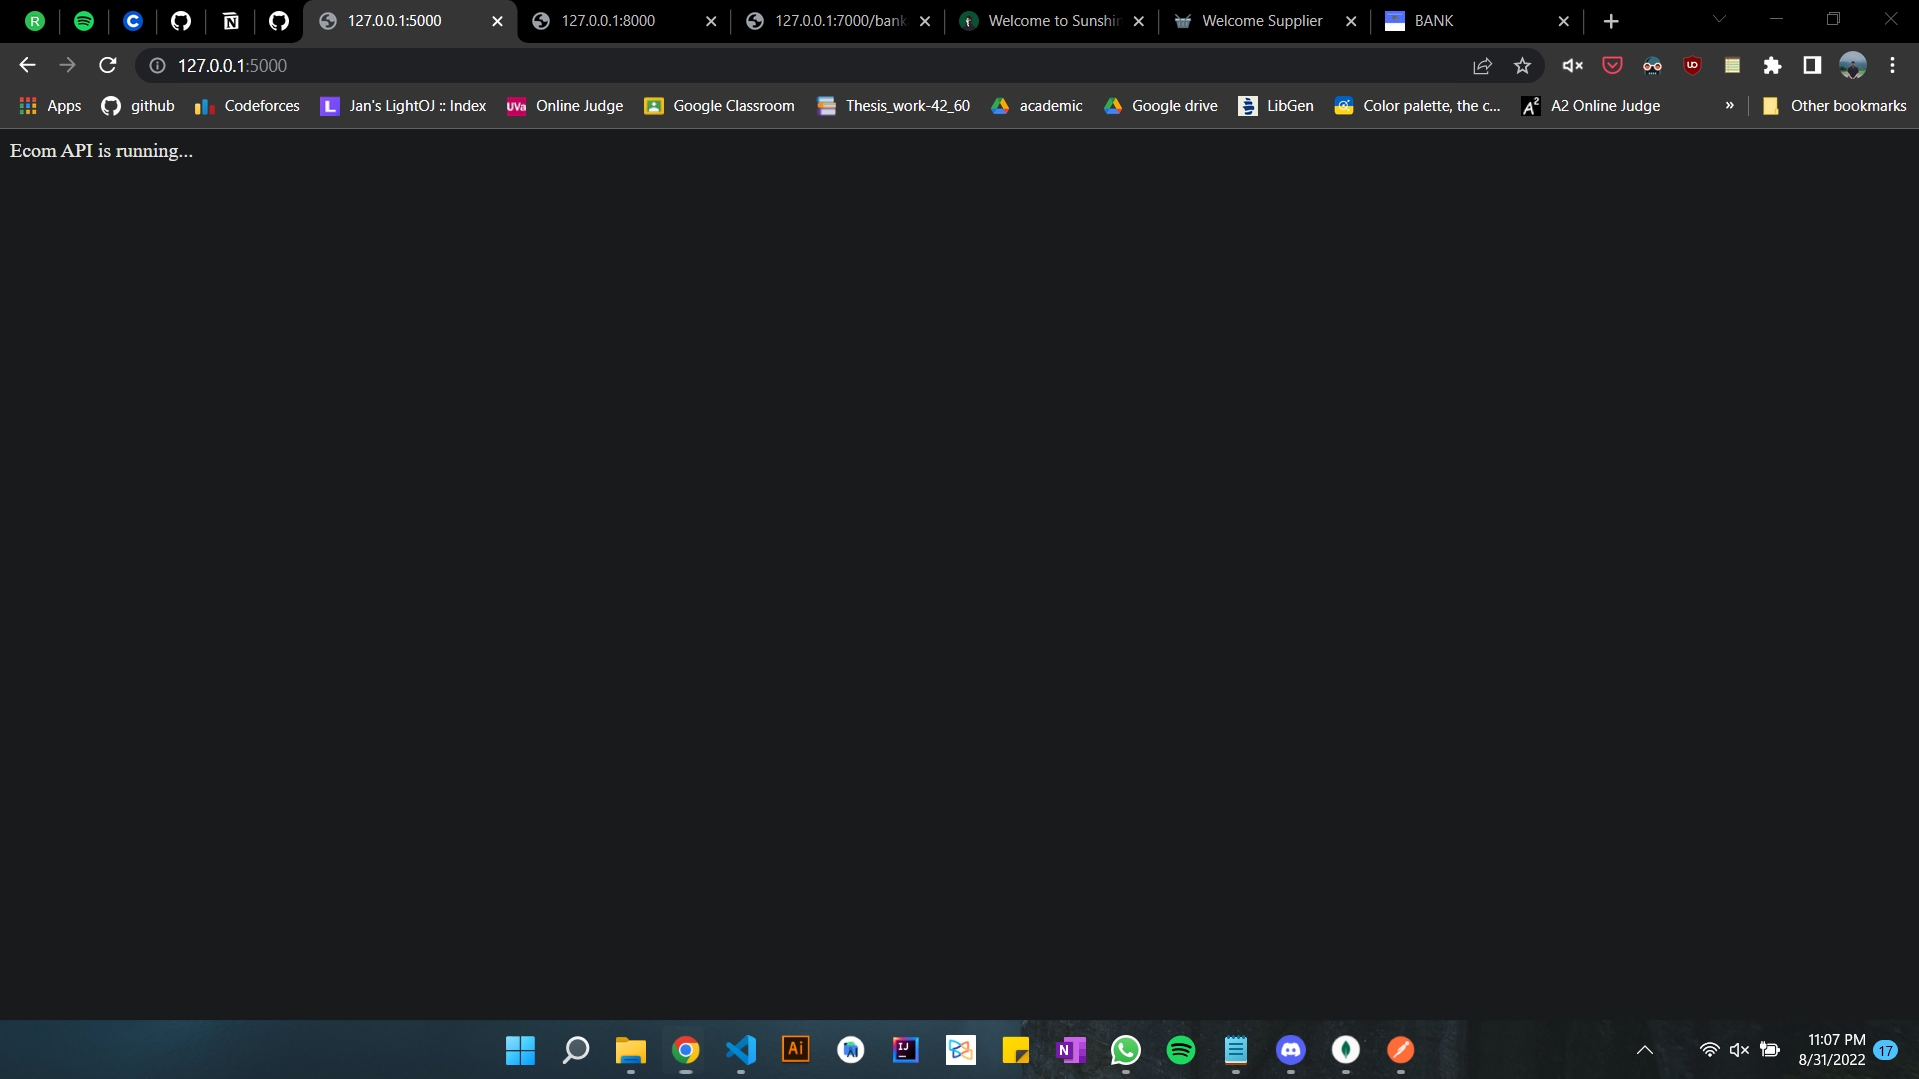 127.0.0.1:5000
127.0.0.1:8000
127.0.0.1:7000/bank
Welcome to Sunshin
Welcome Supplier
BANK
127.0.0.1:5000
Apps
github
Codeforces
Jan's LightOJ :: Index
Online Judge
Google Classroom
Thesis_work-42_60
academic
Google drive
LibGen
Color palette, the c...
A2 Online Judge
»
Other bookmarks
Ecom API is running...
11:07 PM
8/31/2022
17